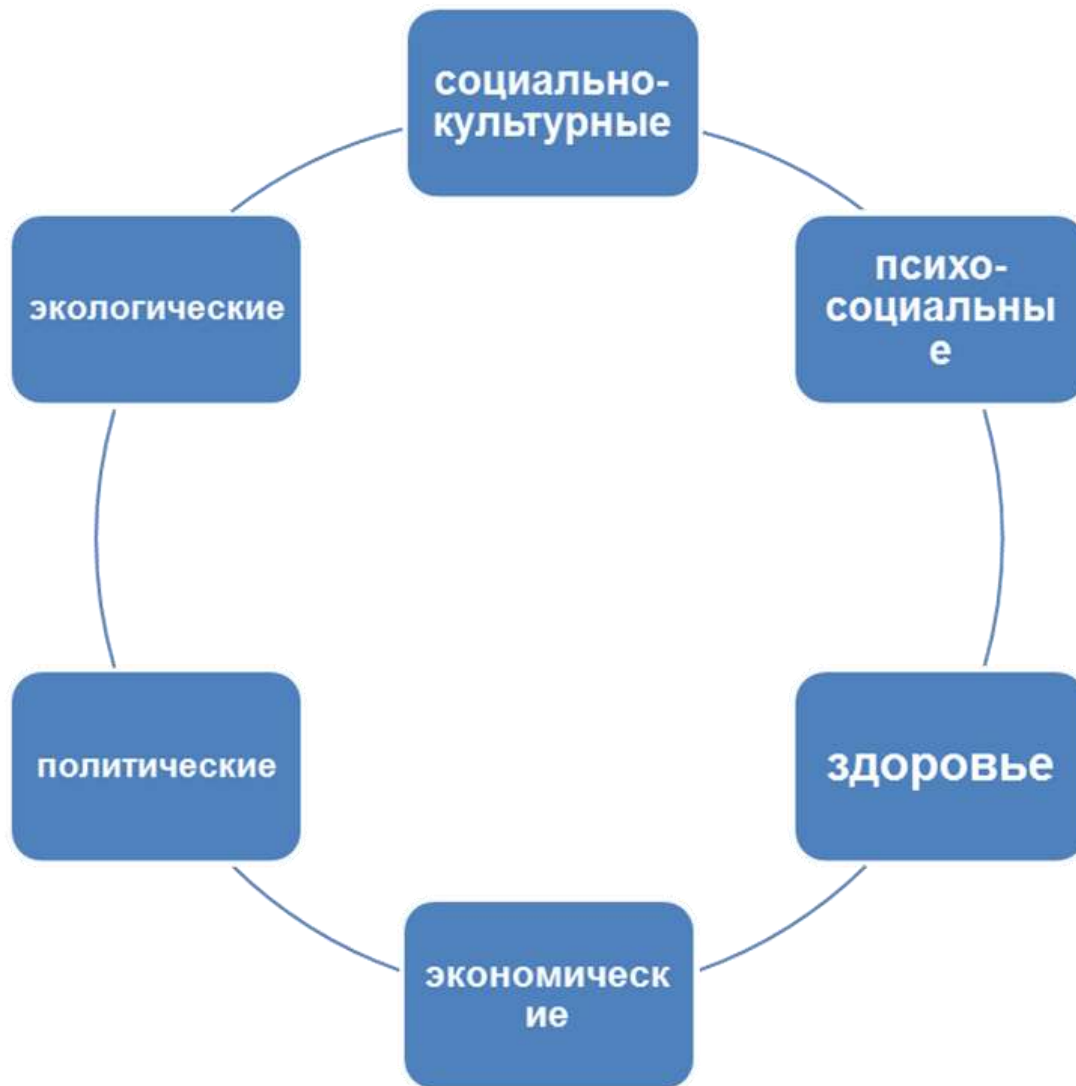 социально-
культурные
психо-
социальны
е
здоровье
экономическ
ие
политические
экологические